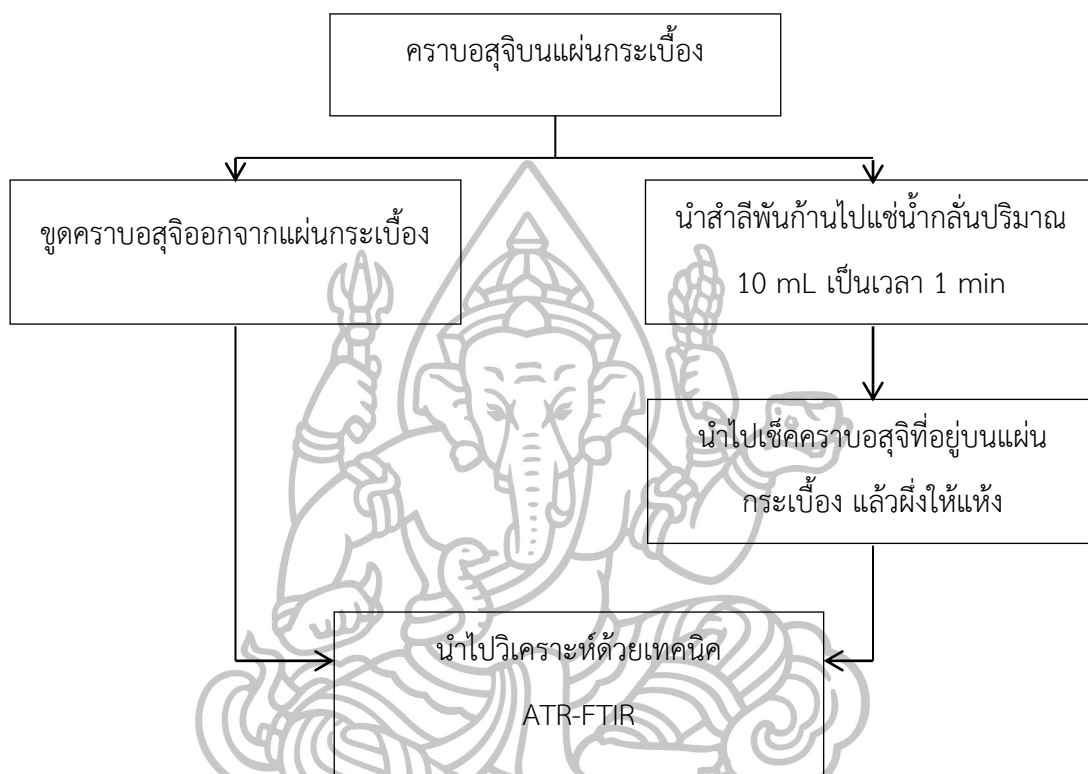 คราบอสุจิบนแผ่นกระเบื้อง
ขูดคราบอสุจิออกจากแผ่นกระเบื้อง
นำสำลีพันก้านไปแช่น้ำกลั่นปริมาณ
10 mL เป็นเวลา 1 min
นำไปเช็คคราบอสุจิที่อยู่บนแผ่น
กระเบื้อง แล้วผึ่งให้แห้ง
นำไปวิเคราะห์ด้วยเทคนิค
ATR-FTIR